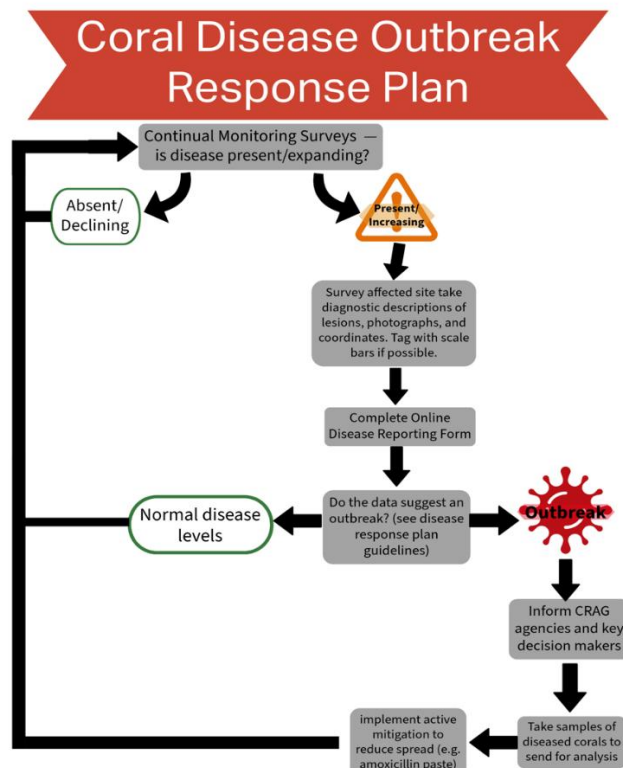 Coral Disease Outbreak
Response Plan
Continual Monitoring Surveys —
is disease present/expanding?
Absent/
Declining
Present/
Increasing
Survey affected site take
diagnostic descriptions of
lesions, photographs, and
coordinates. Tag with scale
bars if possible.
Complete Online
Disease Reporting Form
Normal disease
levels
Do the data suggest an
outbreak? (see disease
response plan
guidelines)
Outbreak
Inform CRAG
agencies and key
decision makers
implement active
mitigation to
reduce spread (e.g.
amoxicillin paste)
Take samples of
diseased corals to
send for analysis